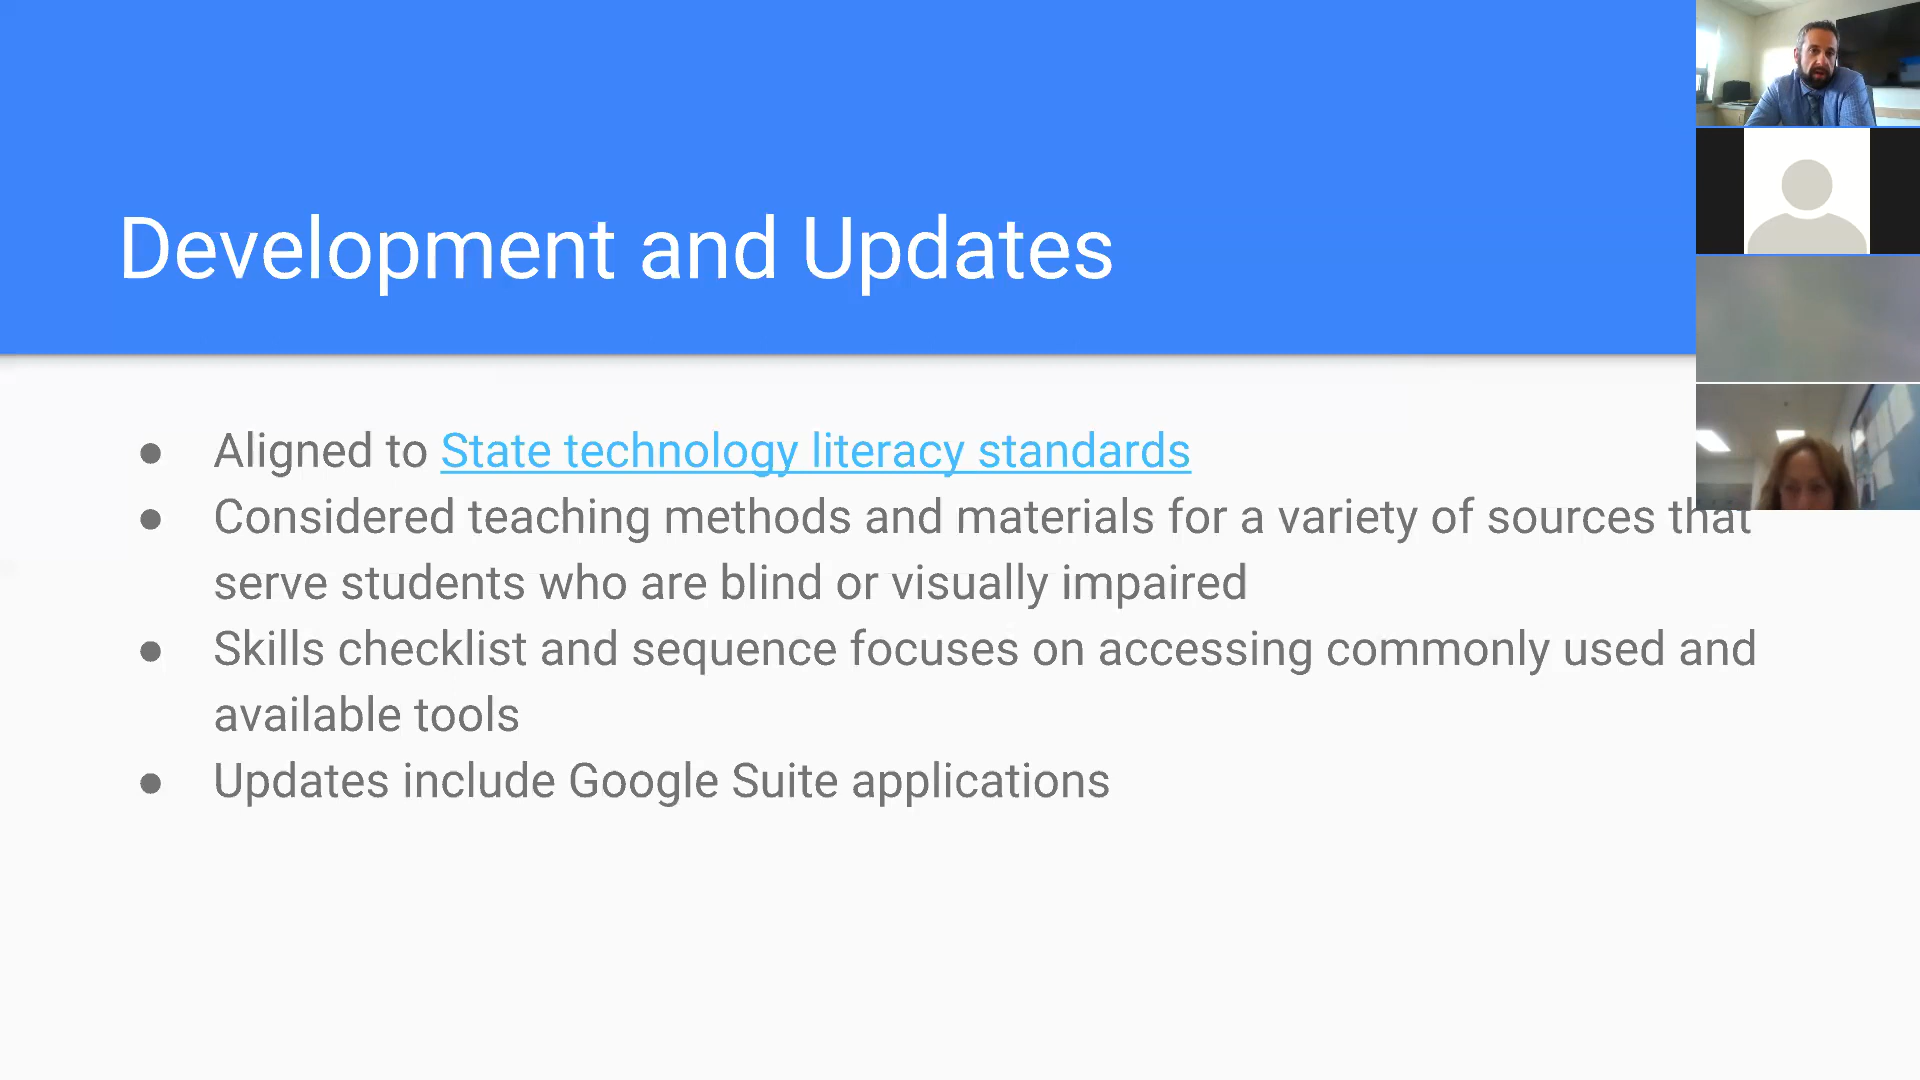 Development and Updates
● Aligned to State technology literacy standards
● Considered teaching methods and materials for a variety of sources that
serve students who are blind or visually impaired
● Skills checklist and sequence focuses on accessing commonly used and
available tools
● Updates include Google Suite applications